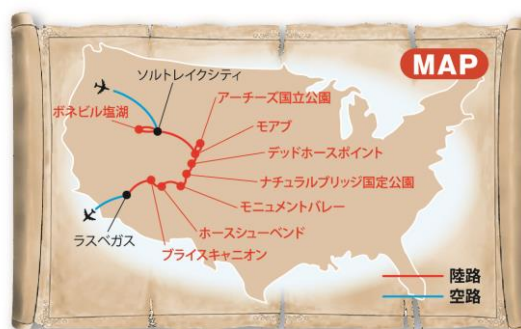 MAP
ソルトレイクシティ
ボネビル塩湖
アーチーズ国立公園
モアブ
デッドホースポイント
ナチュラルブリッジ国定公園
モニュメントバレー
ホースシューベンド
ブライスキャニオン
ラスベガス
陸路
空路